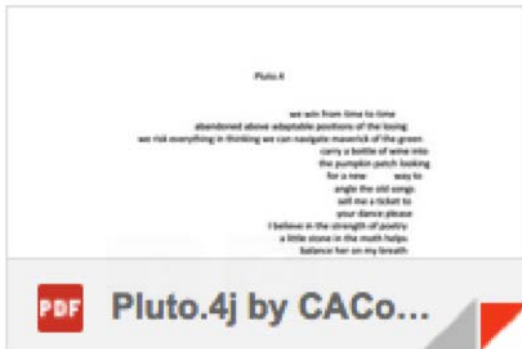 Pluto.4
we win from time to time
abandoned above adaptable positions of the losing
we risk everything in thinking we can navigate maverick of the green
carry a bottle of wine into
the pumpkin patch looking
for a new way to
angle the old songs
sell me a ticket to
your dance please
I believe in the strength of poetry
a little stone in the moth helps
balance her on my breath
PDF Pluto.4j by CACo...